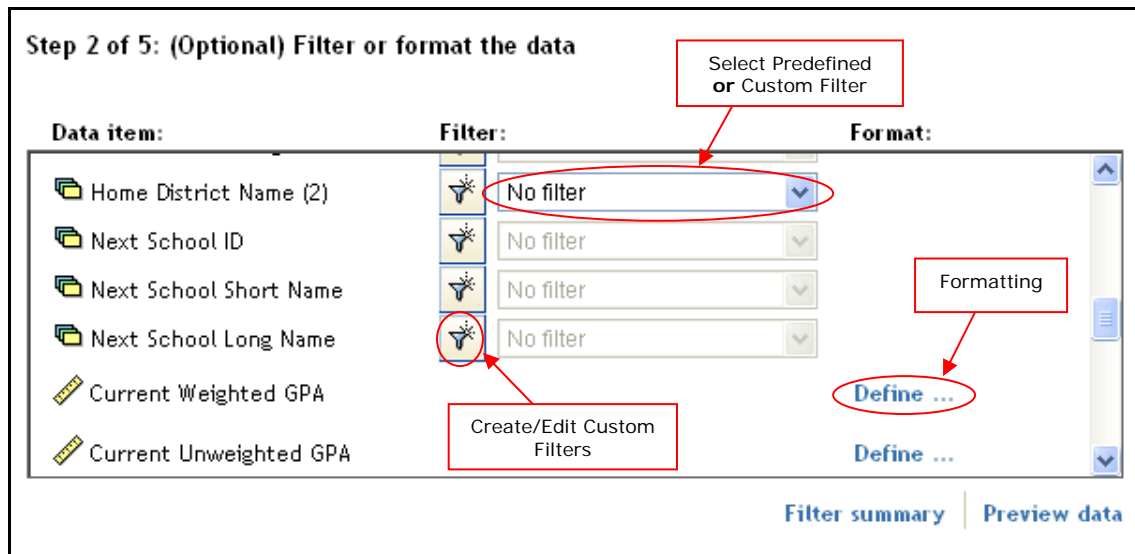 Step 2 of 5: (Optional) Filter or format the data
Select Predefined
or Custom Filter
Data item: Filter: Format:
Home District Name (2) No filter
Next School ID No filter
Next School Short Name No filter
Formatting
Next School Long Name No filter
Current Weighted GPA Define ...
Create/Edit Custom
Filters
Current Unweighted GPA Define ...
Filter summary Preview data